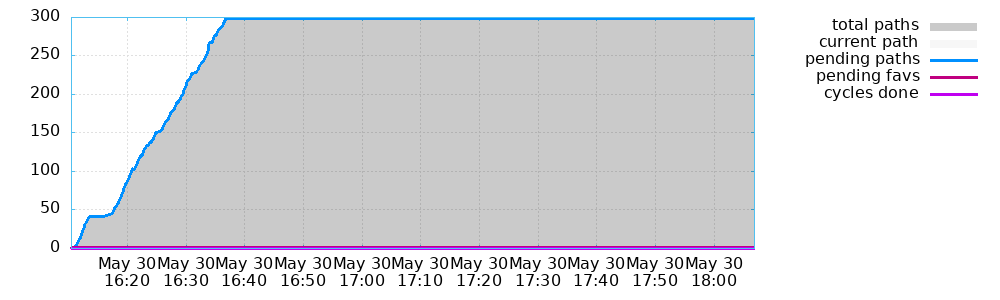 300
250
200
150
100
50
0
May 30 May 30 May 30 May 30 May 30 May 30 May 30 May 30 May 30 May 30 May 30
16:20 16:30 16:40 16:50 17:00 17:10 17:20 17:30 17:40 17:50 18:00
total paths
current path
pending paths
pending favs
cycles done